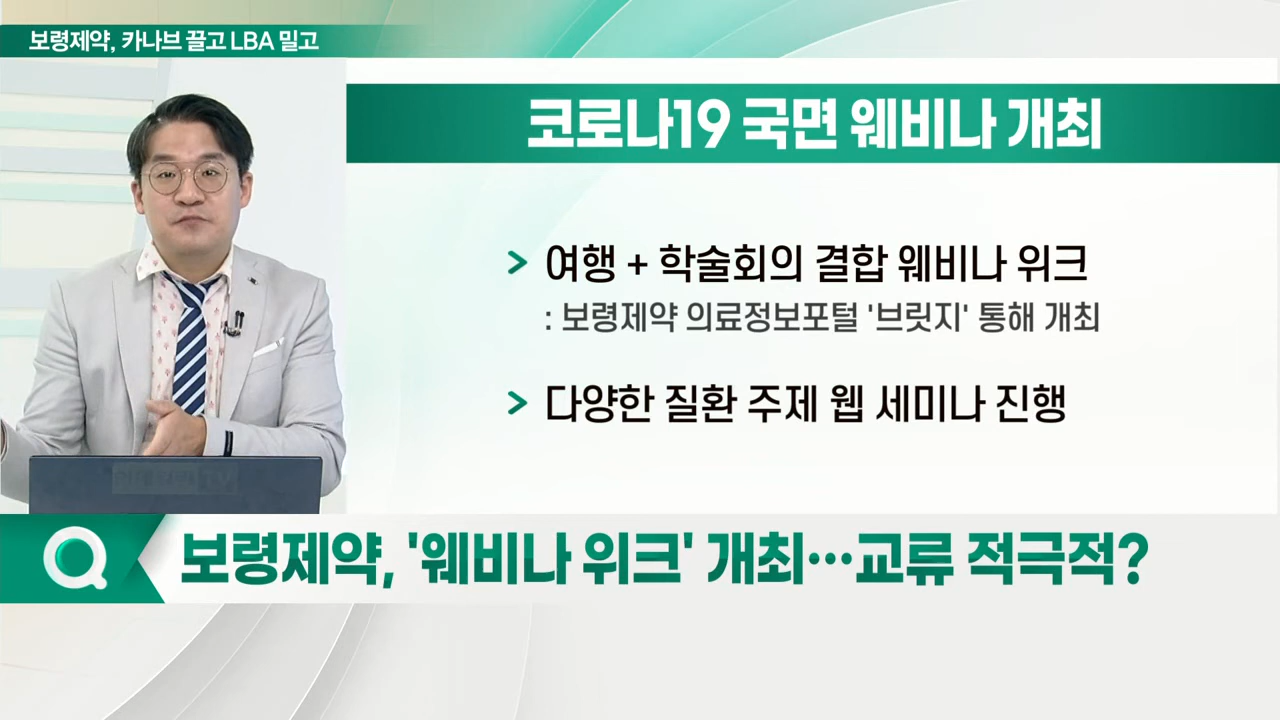 보령제약, 카나브 끌고 LBA 밀고
코로나19 국면 웨비나 개최
> 여행 + 학술회의 결합 웨비나 위크
: 보령제약 의료정보포털 '브릿지' 통해 개최
> 다양한 질환 주제 웹 세미나 진행
보령제약, '웨비나 위크' 개최…교류 적극적?